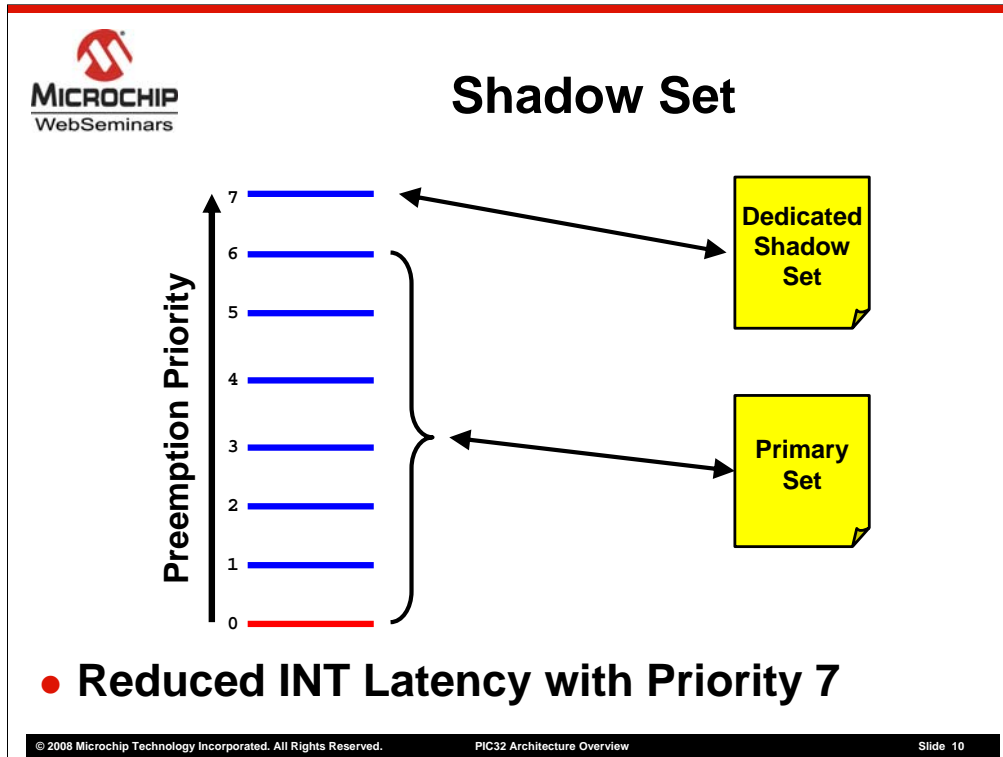 MICROCHIP
WebSeminars
Shadow Set
Preemption Priority
7
6
5
4
3
2
1
0
Dedicated
Shadow
Set
Primary
Set
● Reduced INT Latency with Priority 7
© 2008 Microchip Technology Incorporated. All Rights Reserved. PIC32 Architecture Overview Slide 10